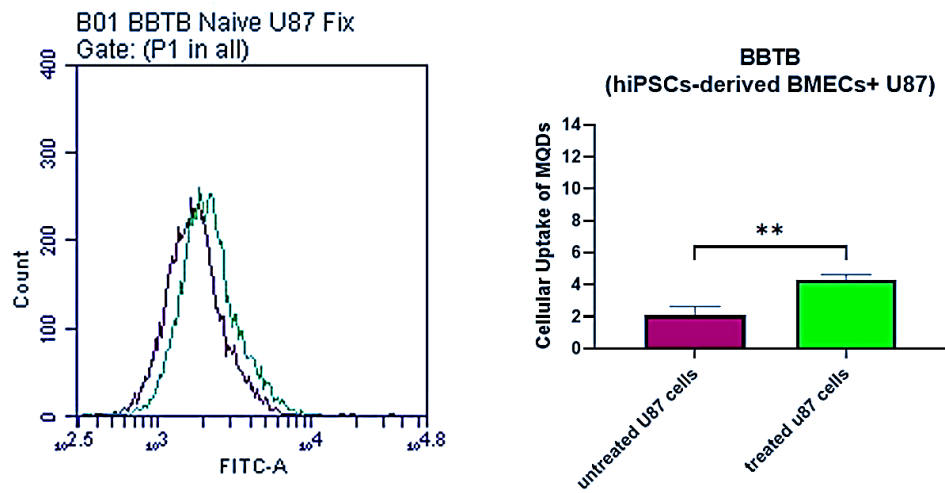 B01 BBTB Naive U87 Fix
Gate: (P1 in all)
400
300
200
100
0
Count
10^2.5
10^3
10^4
10^4.8
FITC-A
BBTB
(hiPSCs-derived BMECs+ U87)
14
12
10
8
6
4
2
0
Cellular Uptake of MQDs
**
untreated U87 cells
treated u87 cells